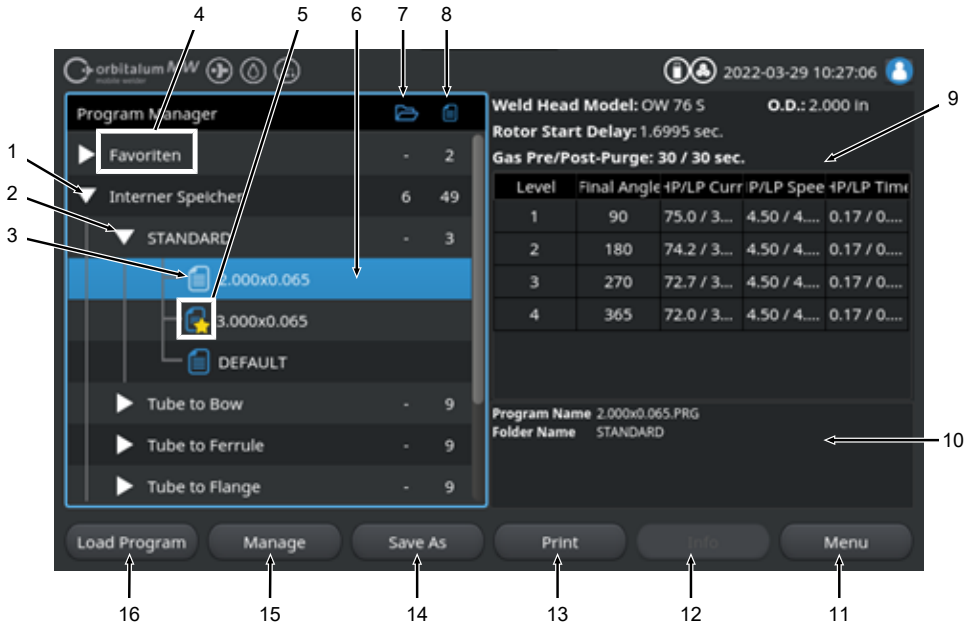 4 5 6 7 8
orbitalum MW
mobile welder
2022-03-29 10:27:06
Program Manager
Favoriten - 2
Interner Speicher 6 49
STANDARD - 3
2.000x0.065
3.000x0.065
DEFAULT
Tube to Bow - 9
Tube to Ferrule - 9
Tube to Flange - 9
1
2
3
Weld Head Model: OW 76 S O.D.: 2.000 in
Rotor Start Delay: 1.6995 sec.
Gas Pre/Post-Purge: 30 / 30 sec.
Level Final Angle HP/LP Curr P/LP Spee HP/LP Time
1 90 75.0 / 3... 4.50 / 4.... 0.17 / 0....
2 180 74.2 / 3... 4.50 / 4.... 0.17 / 0....
3 270 72.7 / 3... 4.50 / 4.... 0.17 / 0....
4 365 72.0 / 3... 4.50 / 4.... 0.17 / 0....
9
Program Name 2.000x0.065.PRG
Folder Name STANDARD
10
Load Program Manage Save As Print Info Menu
16 15 14 13 12 11